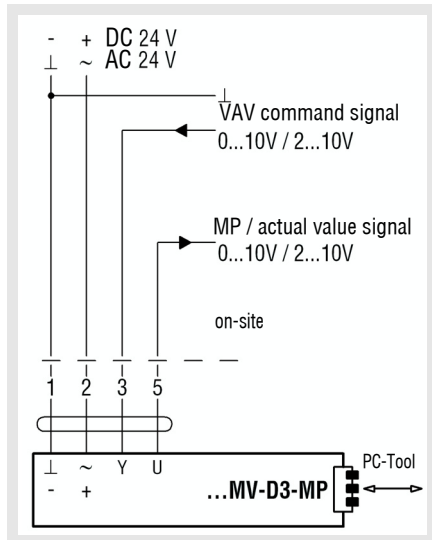 - + DC 24 V
⊥ ~ AC 24 V
⊥
VAV command signal
0...10V / 2...10V
MP / actual value signal
0...10V / 2...10V
on-site
1 2 3 5
⊥ ~ Y U
- +
...MV-D3-MP
PC-Tool